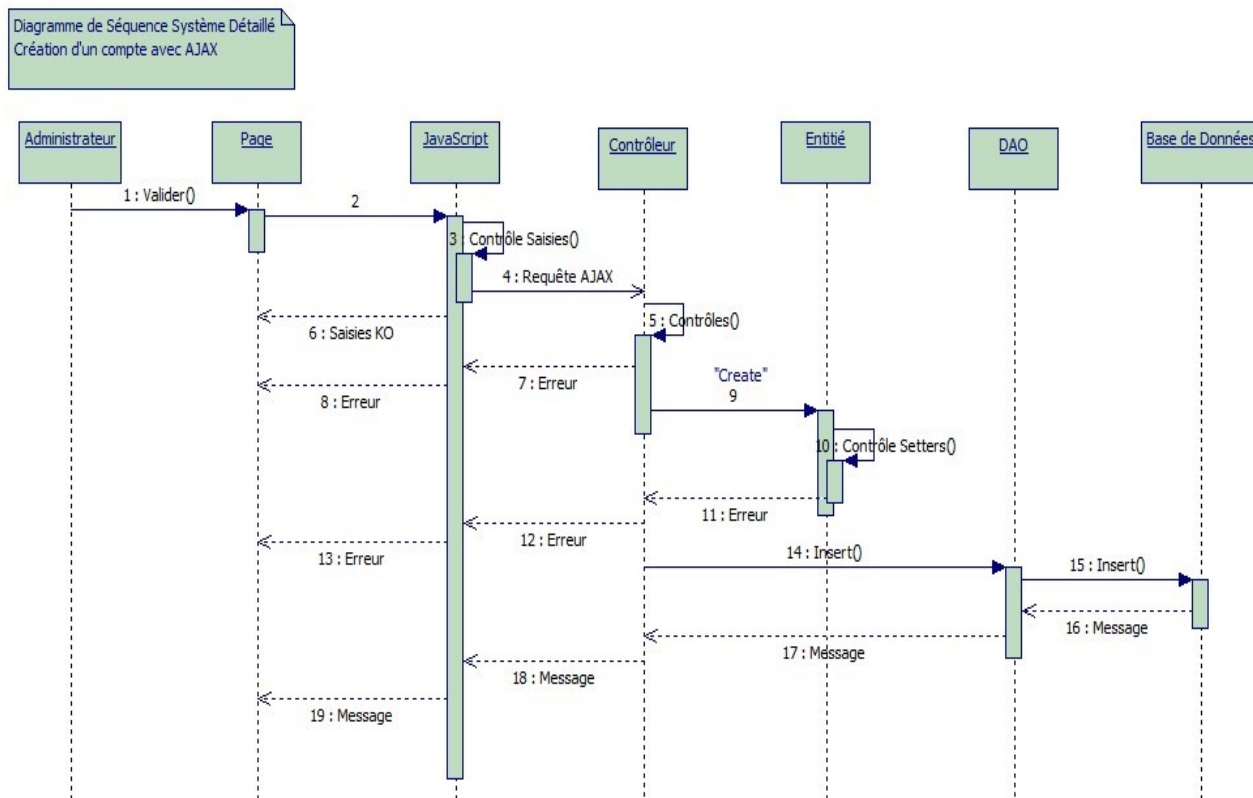 Diagramme de Séquence Système Détaillé
Création d'un compte avec AJAX
Administrateur
Page
JavaScript
Contrôleur
Entitié
DAO
Base de Données
1 : Valider()
2
3 : Contrôle Saisies()
4 : Requête AJAX
5 : Contrôles()
6 : Saisies KO
7 : Erreur
8 : Erreur
"Create"
9
10 : Contrôle Setters()
11 : Erreur
12 : Erreur
13 : Erreur
14 : Insert()
15 : Insert()
16 : Message
17 : Message
18 : Message
19 : Message